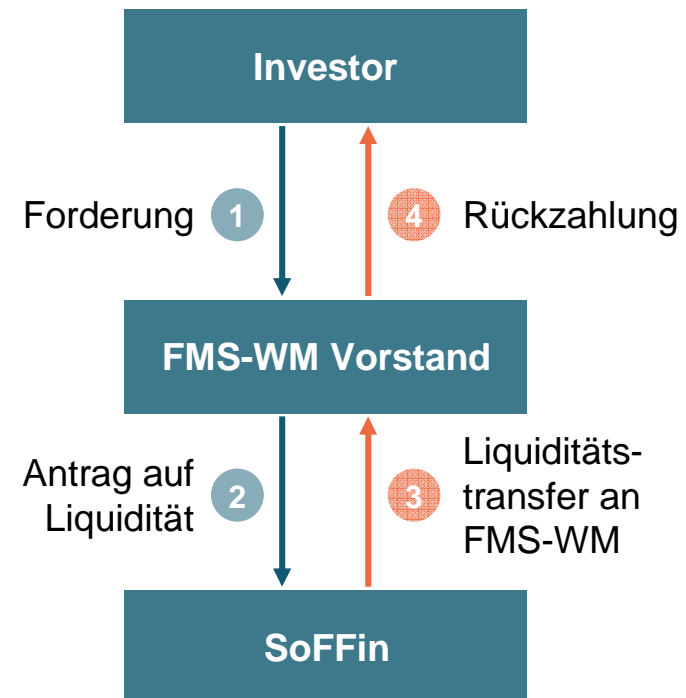 Investor
Forderung 1
4 Rückzahlung
FMS-WM Vorstand
Antrag auf
Liquidität
2
3
Liquiditäts-
transfer an
FMS-WM
SoFFin